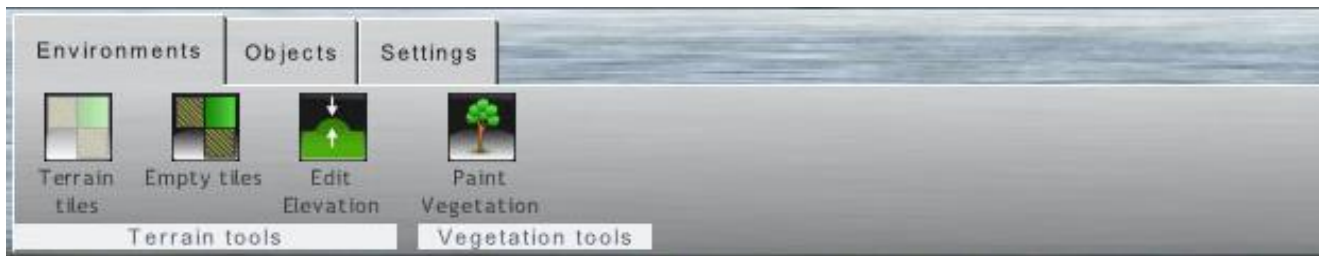 Environments Objects Settings
Terrain Empty tiles Edit Paint
tiles Elevation Vegetation
Terrain tools Vegetation tools